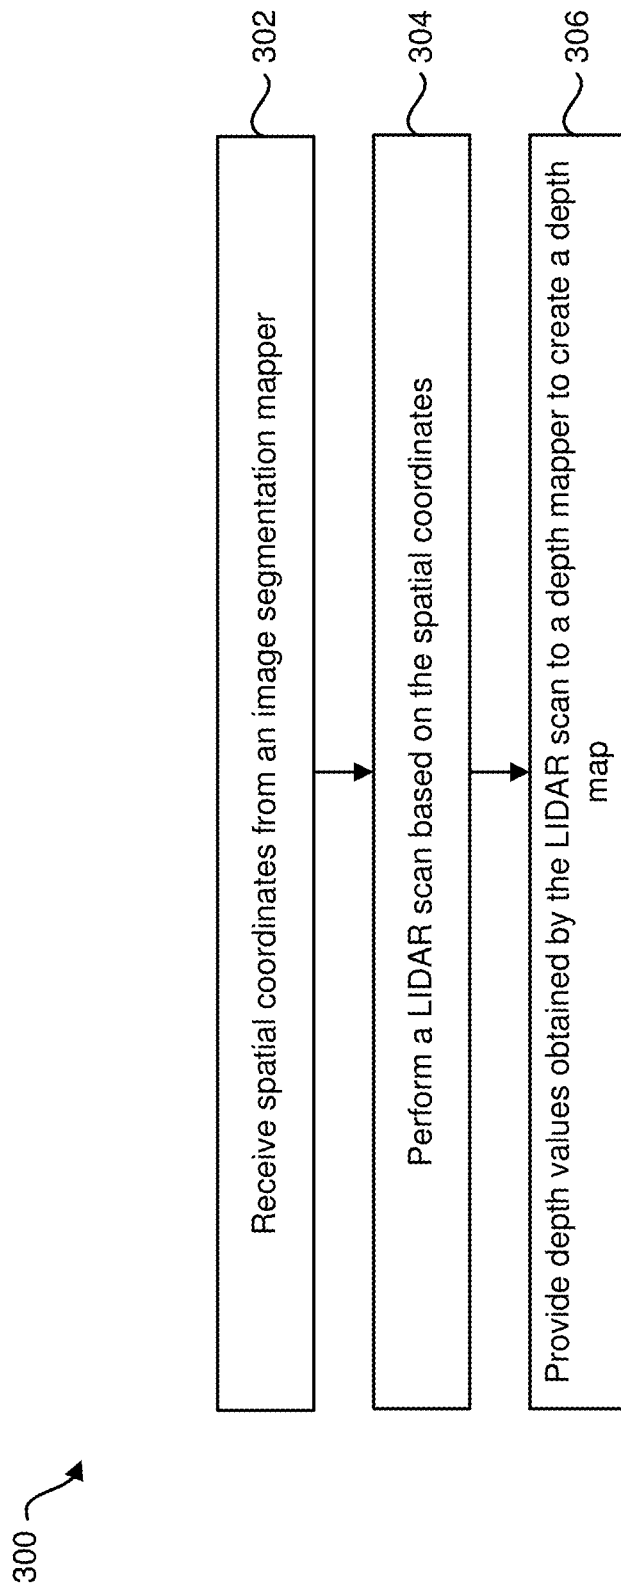 300
302
Receive spatial coordinates from an image segmentation mapper
304
Perform a LIDAR scan based on the spatial coordinates
306
Provide depth values obtained by the LIDAR scan to a depth mapper to create a depth
map